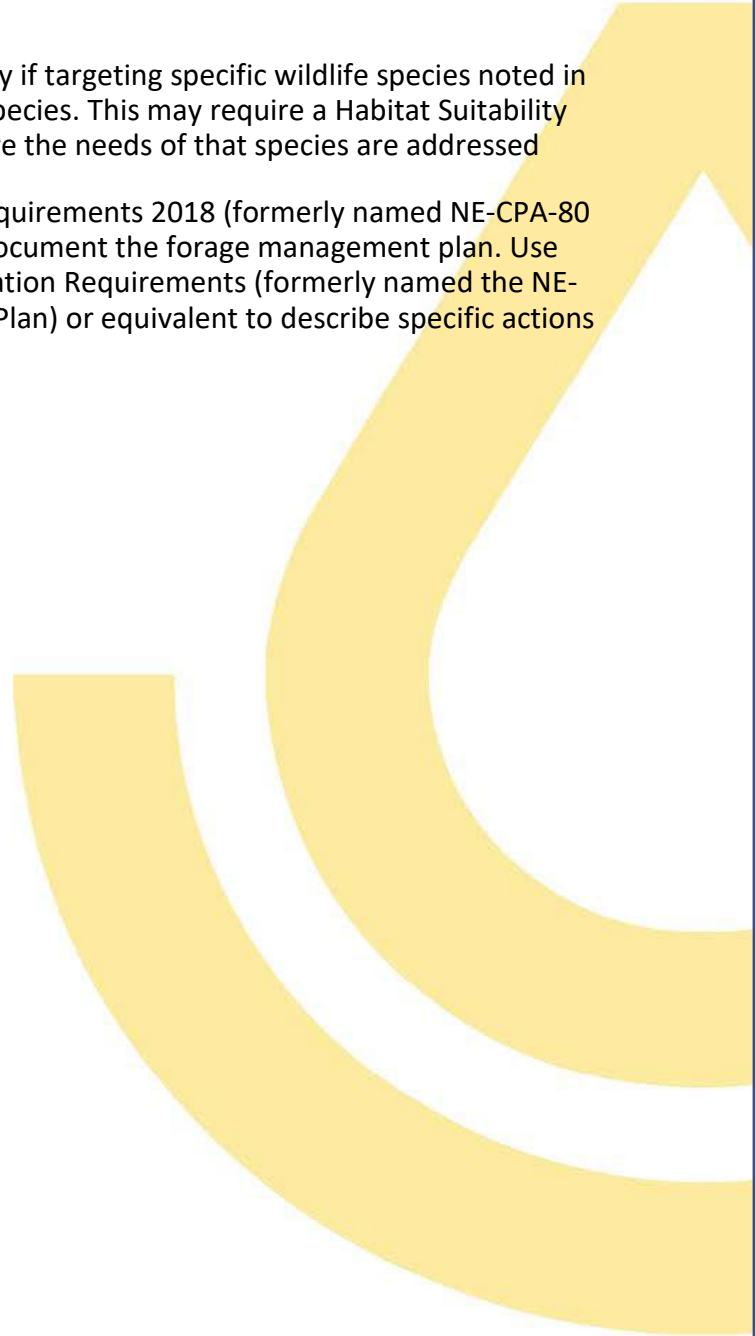 y if targeting specific wildlife species noted in
pecies. This may require a Habitat Suitability
e the needs of that species are addressed
quirements 2018 (formerly named NE-CPA-80
ocument the forage management plan. Use
ation Requirements (formerly named the NE-
Plan) or equivalent to describe specific actions